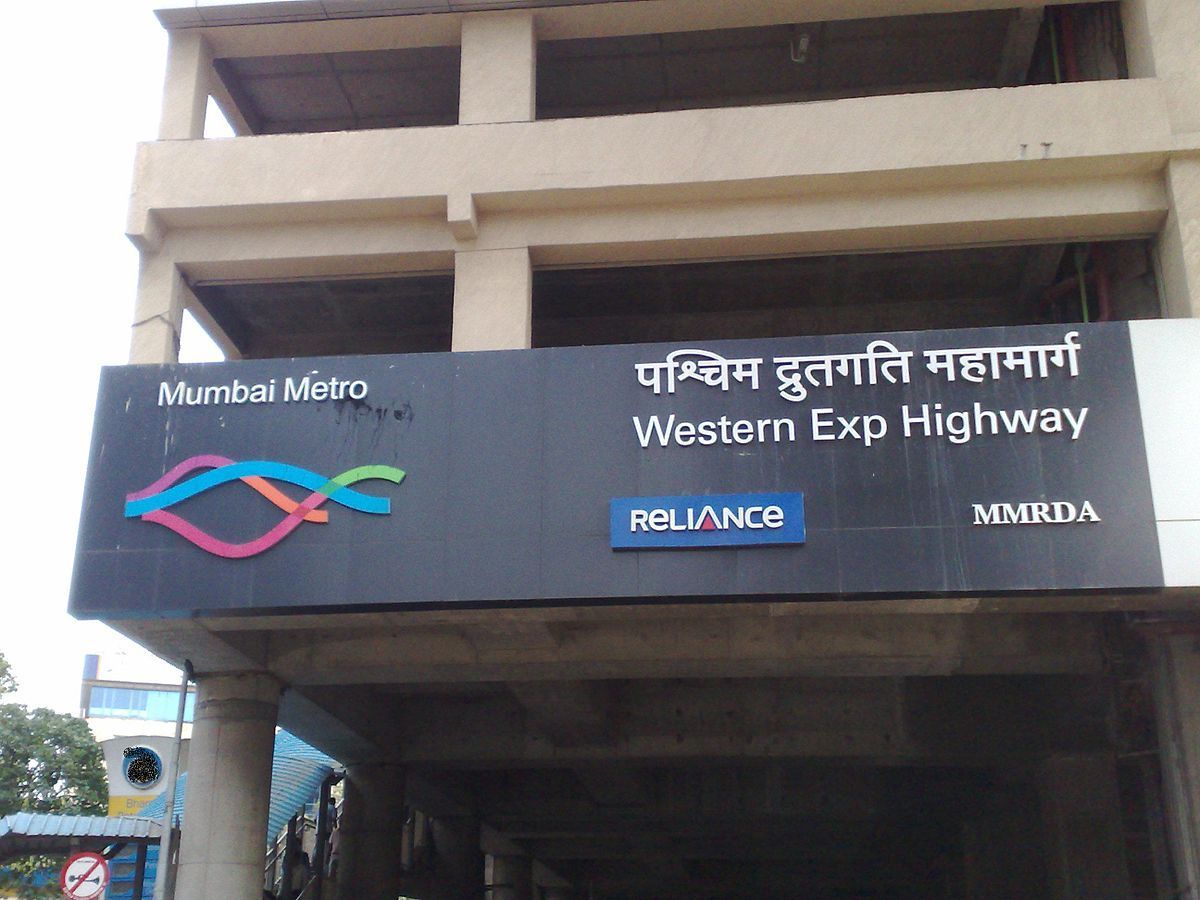 Mumbai Metro
पश्चिम द्रुतगति महामार्ग
Western Exp Highway
RELIANCE
MMRDA